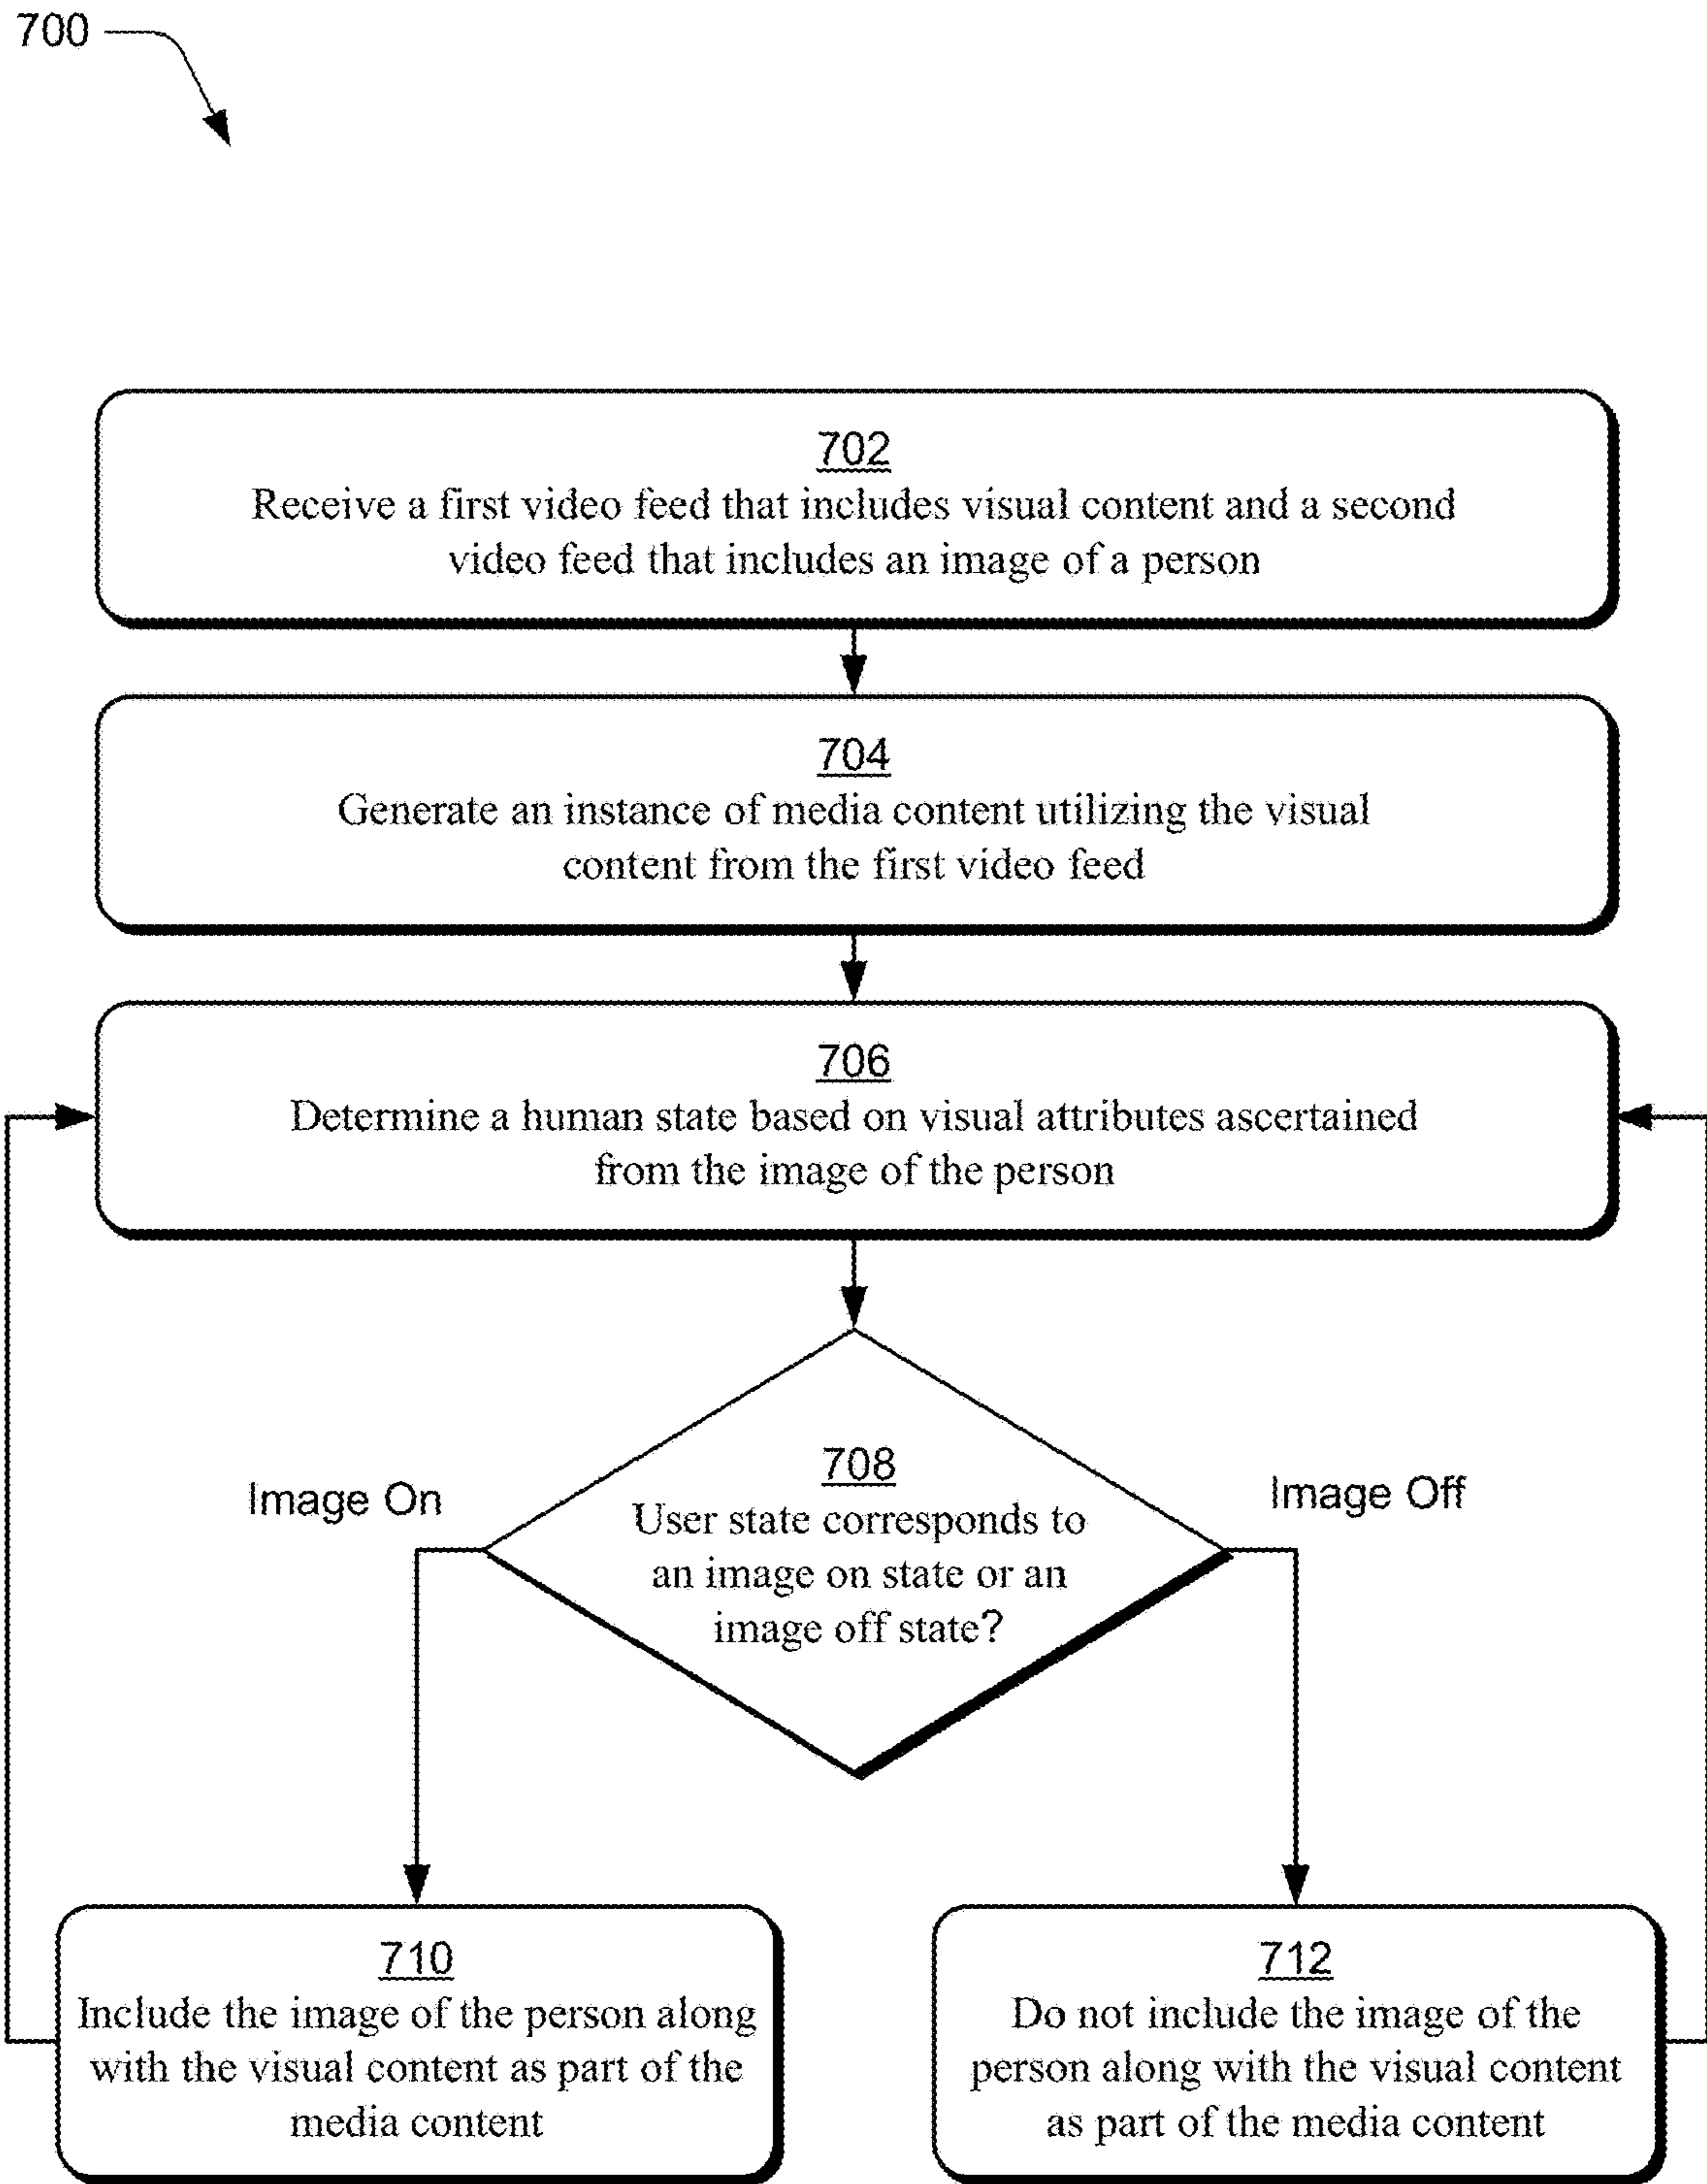 700
702
Receive a first video feed that includes visual content and a second
video feed that includes an image of a person
704
Generate an instance of media content utilizing the visual
content from the first video feed
706
Determine a human state based on visual attributes ascertained
from the image of the person
708
User state corresponds to
an image on state or an
image off state?
Image On
Image Off
710
Include the image of the person along
with the visual content as part of the
media content
712
Do not include the image of the
person along with the visual content
as part of the media content